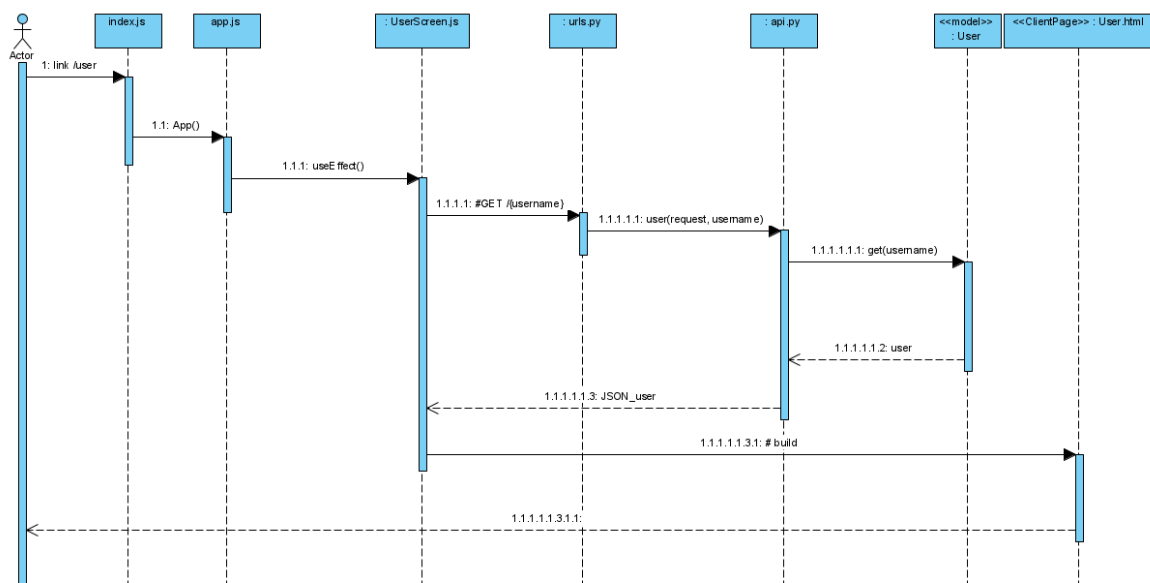 index.js
app.js
: UserScreen.js
: urls.py
: api.py
<<model>>
: User
<<ClientPage>> : User.html
Actor
1: link /user
1.1: App()
1.1.1: useEffect()
1.1.1.1: #GET /{username}
1.1.1.1.1: user(request, username)
1.1.1.1.1.1: get(username)
1.1.1.1.1.2: user
1.1.1.1.1.3: JSON_user
1.1.1.1.1.3.1: # build
1.1.1.1.1.3.1.1: